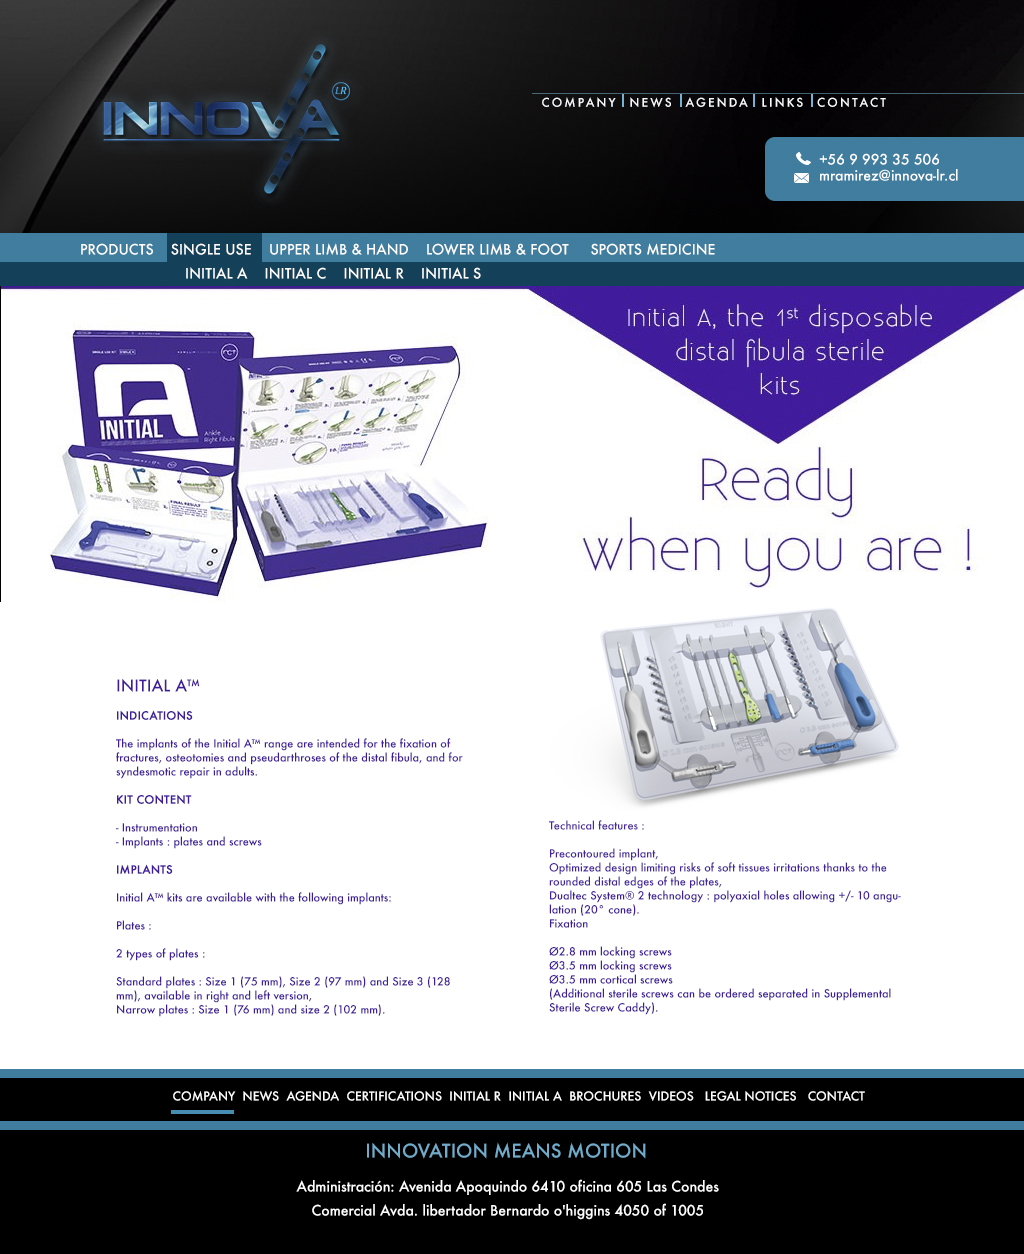 INNOVA LR
COMPANY NEWS AGENDA LINKS CONTACT
+56 9 993 35 506
mramirez@innova-lr.cl
PRODUCTS SINGLE USE UPPER LIMB & HAND LOWER LIMB & FOOT SPORTS MEDICINE
INITIAL A INITIAL C INITIAL R INITIAL S
Initial A, the 1st disposable
distal fibula sterile
kits
Ready
when you are !
INITIAL
Ankle
Right Fibula
FINAL RESULT
INITIAL A™
INDICATIONS
The implants of the Initial A™ range are intended for the fixation of
fractures, osteotomies and pseudarthroses of the distal fibula, and for
syndesmotic repair in adults.
KIT CONTENT
- Instrumentation
- Implants : plates and screws
IMPLANTS
Initial A™ kits are available with the following implants:
Plates :
2 types of plates :
Standard plates : Size 1 (75 mm), Size 2 (97 mm) and Size 3 (128
mm), available in right and left version,
Narrow plates : Size 1 (76 mm) and size 2 (102 mm).
Technical features :
Precontoured implant,
Optimized design limiting risks of soft tissues irritations thanks to the
rounded distal edges of the plates,
Dualtec System® 2 technology : polyaxial holes allowing +/- 10 angu-
lation (20° cone).
Fixation
Ø2.8 mm locking screws
Ø3.5 mm locking screws
Ø3.5 mm cortical screws
(Additional sterile screws can be ordered separated in Supplemental
Sterile Screw Caddy).
COMPANY NEWS AGENDA CERTIFICATIONS INITIAL R INITIAL A BROCHURES VIDEOS LEGAL NOTICES CONTACT
INNOVATION MEANS MOTION
Administración: Avenida Apoquindo 6410 oficina 605 Las Condes
Comercial Avda. libertador Bernardo o'higgins 4050 of 1005